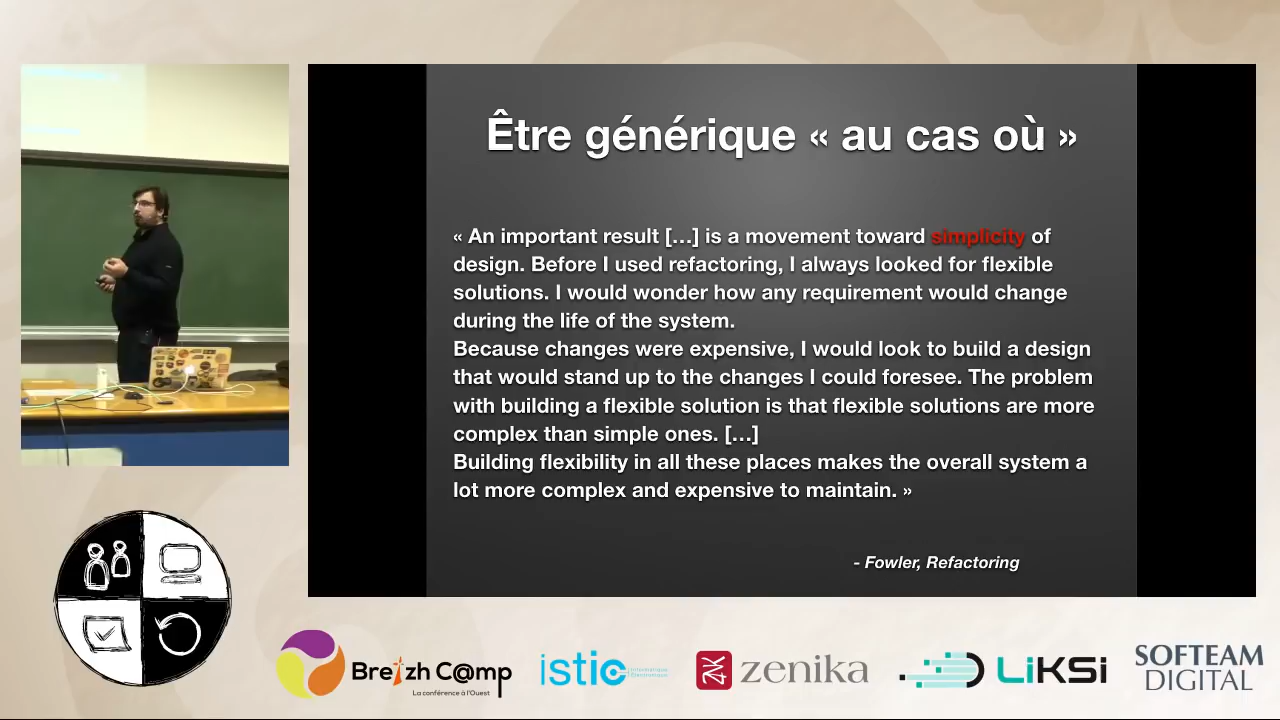 Être générique « au cas où »
« An important result […] is a movement toward simplicity of
design. Before I used refactoring, I always looked for flexible
solutions. I would wonder how any requirement would change
during the life of the system.
Because changes were expensive, I would look to build a design
that would stand up to the changes I could foresee. The problem
with building a flexible solution is that flexible solutions are more
complex than simple ones. […]
Building flexibility in all these places makes the overall system a
lot more complex and expensive to maintain. »
- Fowler, Refactoring
Breizh C@mp
La conférence à l'Ouest
istic
zenika
LiKSi
SOFTEAM
DIGITAL